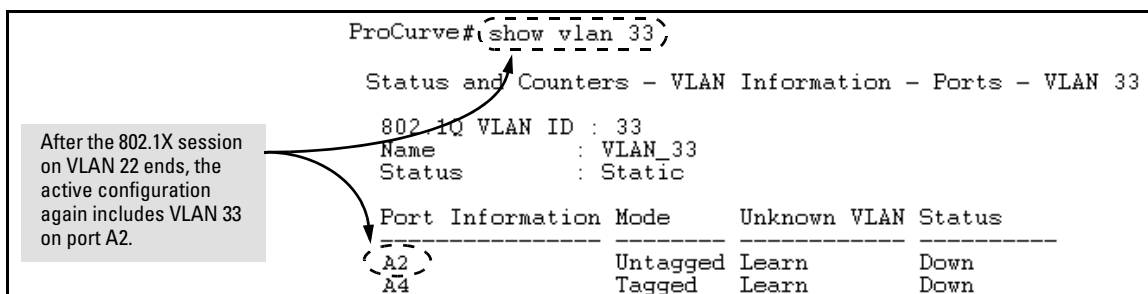 ProCurve# show vlan 33
Status and Counters - VLAN Information - Ports - VLAN 33
802.1Q VLAN ID : 33
Name : VLAN_33
Status : Static
After the 802.1X session
on VLAN 22 ends, the
active configuration
again includes VLAN 33
on port A2.
Port Information Mode Unknown VLAN Status
---------------- -------- ------------ ----------
A2 Untagged Learn Down
A4 Tagged Learn Down